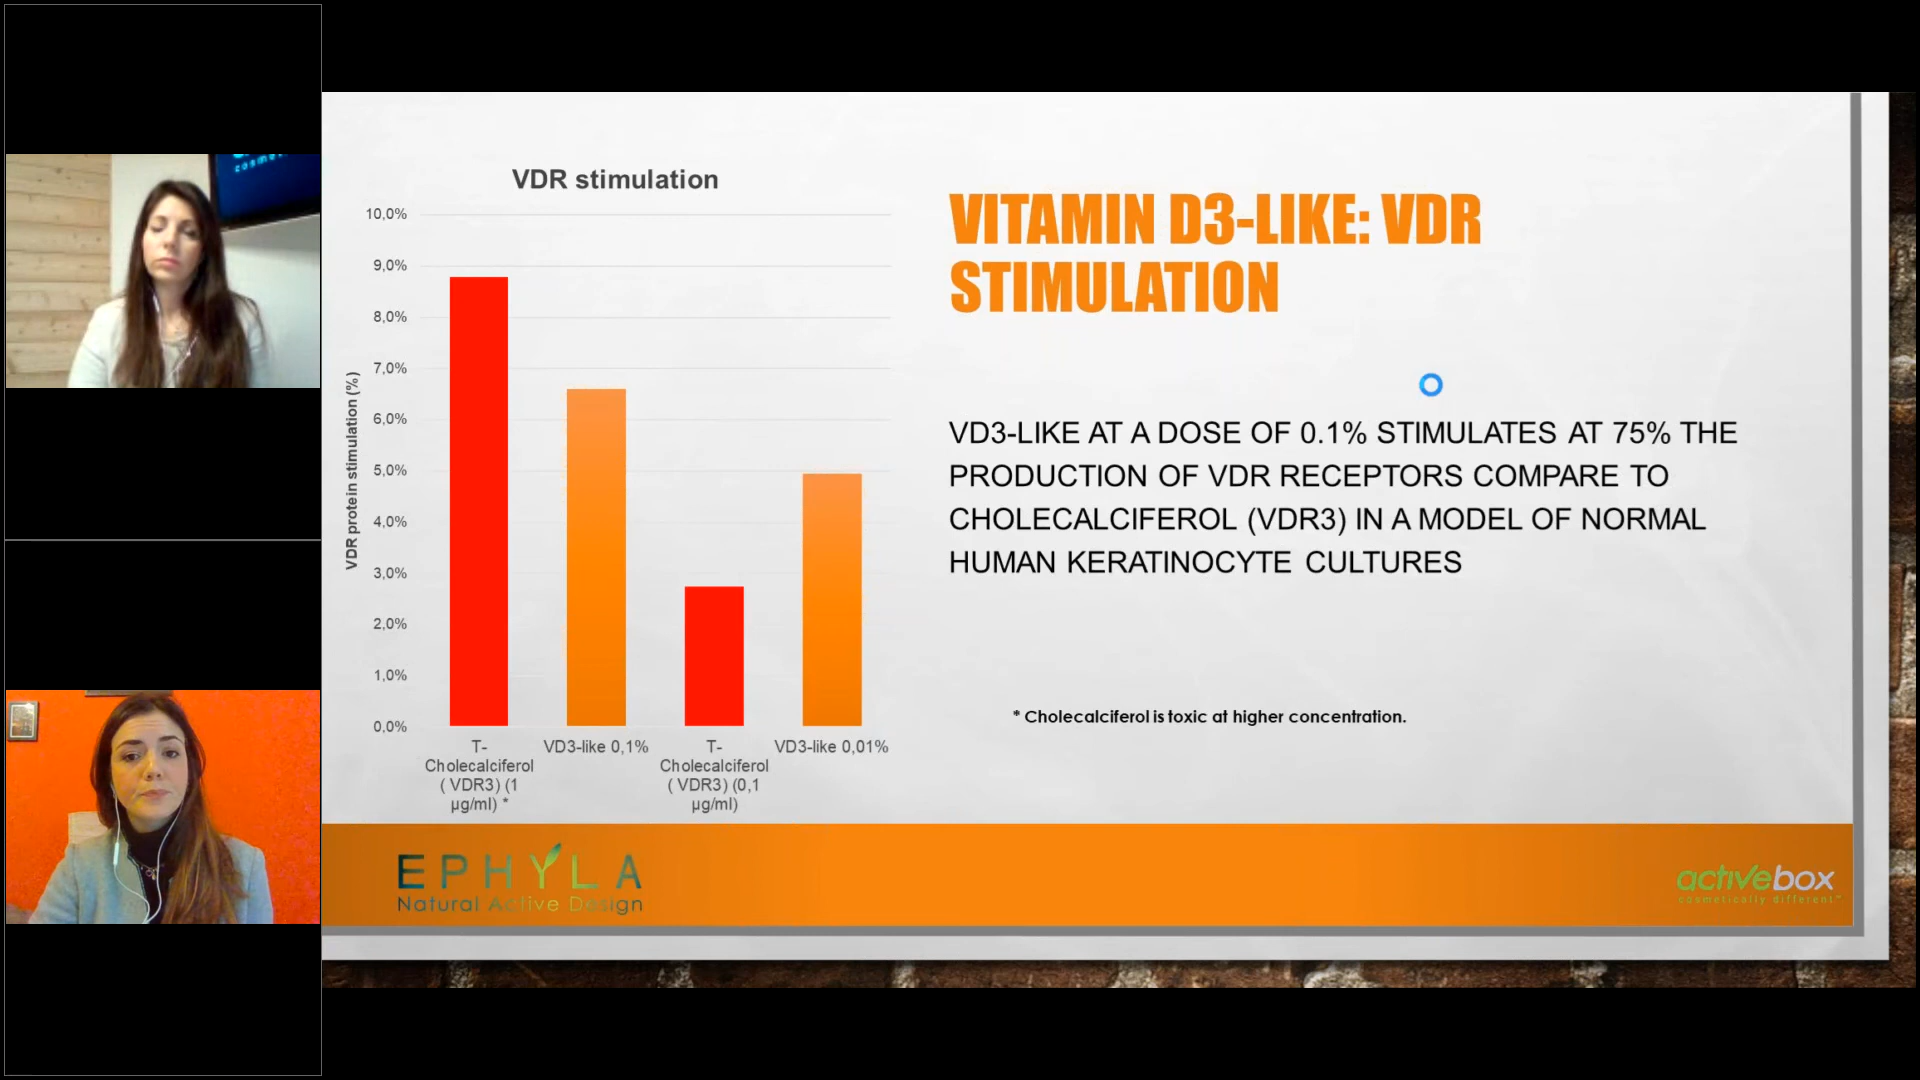 VDR stimulation
10,0%
9,0%
8,0%
7,0%
6,0%
5,0%
4,0%
3,0%
2,0%
1,0%
0,0%
VDR protein stimulation (%)
T-
Cholecalciferol
( VDR3) (1
µg/ml) *
VD3-like 0,1%
T-
Cholecalciferol
( VDR3) (0,1
µg/ml)
VD3-like 0,01%
VITAMIN D3-LIKE: VDR
STIMULATION
VD3-LIKE AT A DOSE OF 0.1% STIMULATES AT 75% THE
PRODUCTION OF VDR RECEPTORS COMPARE TO
CHOLECALCIFEROL (VDR3) IN A MODEL OF NORMAL
HUMAN KERATINOCYTE CULTURES
* Cholecalciferol is toxic at higher concentration.
EPHYLA
Natural Active Design
activebox
cosmetically different™